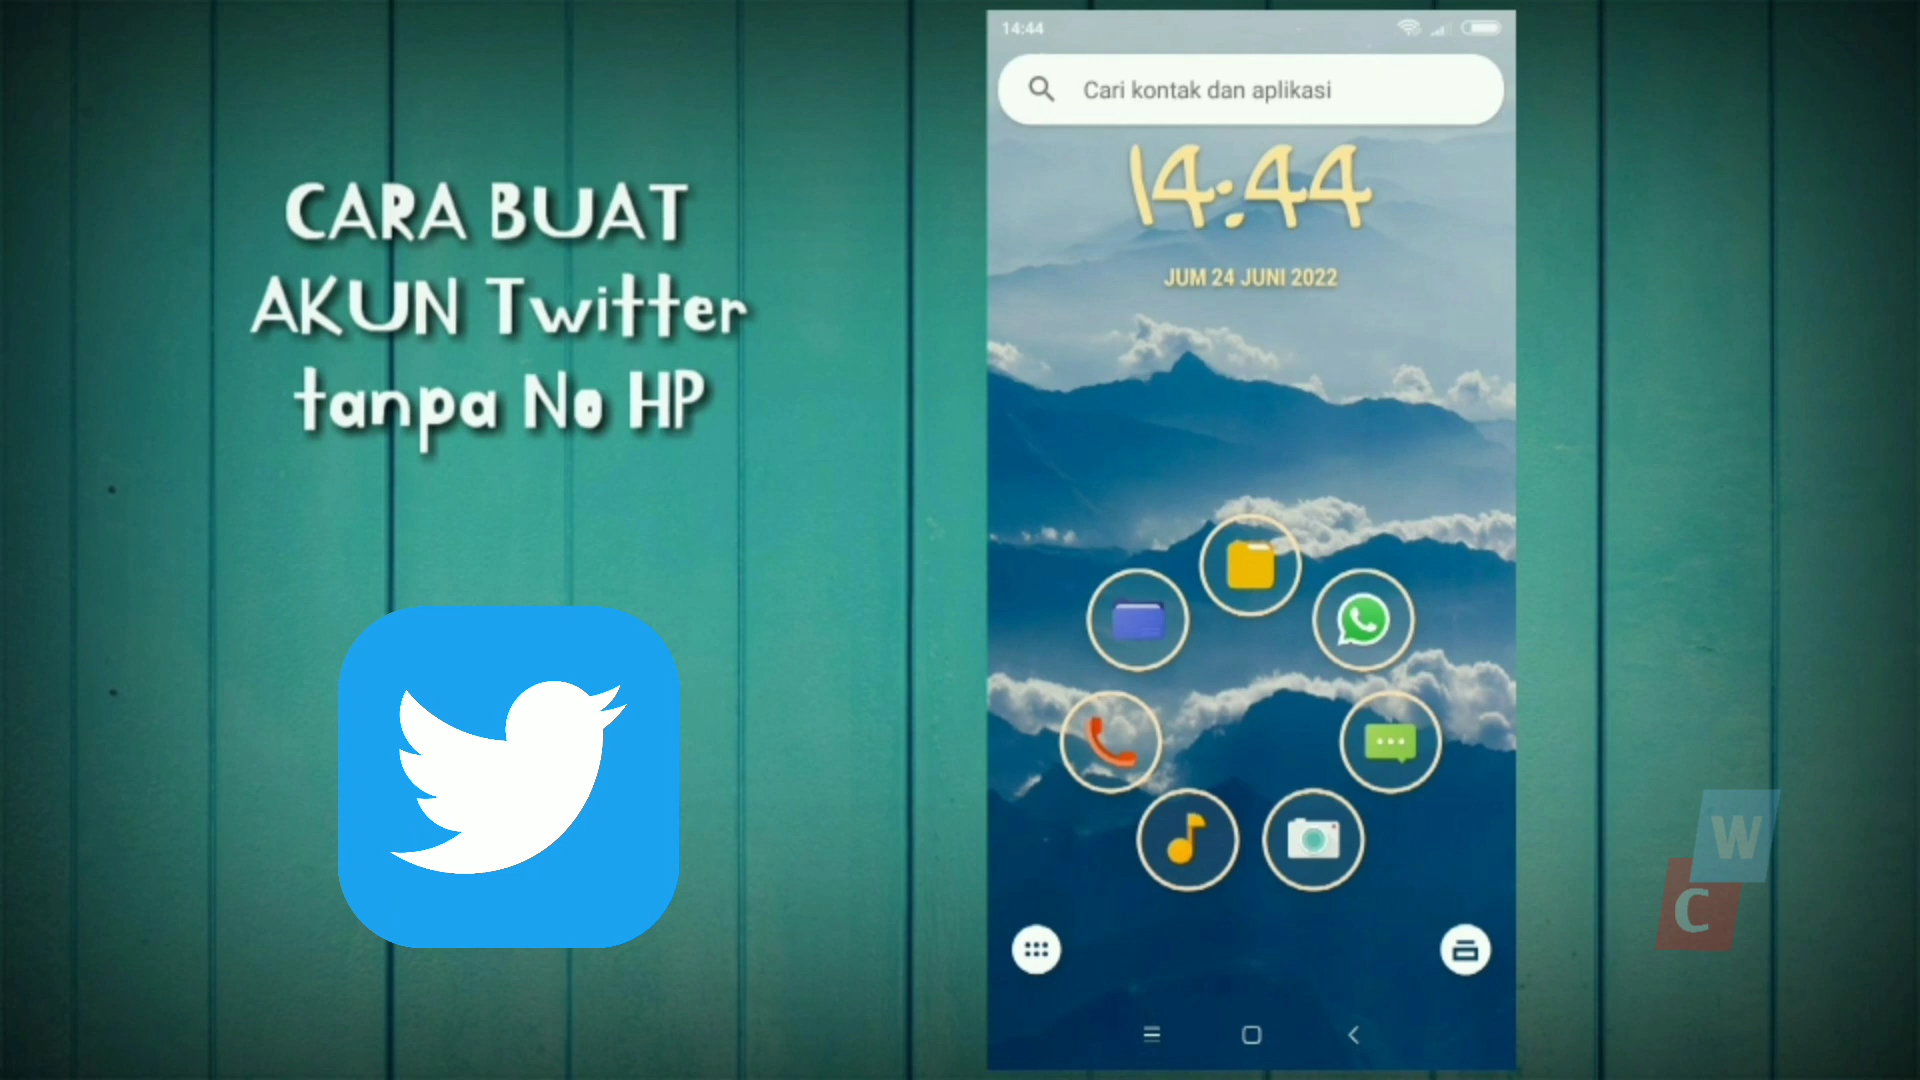 CARA BUAT
AKUN Twitter
tanpa No HP
14:44
Cari kontak dan aplikasi
14:44
JUM 24 JUNI 2022
W
C